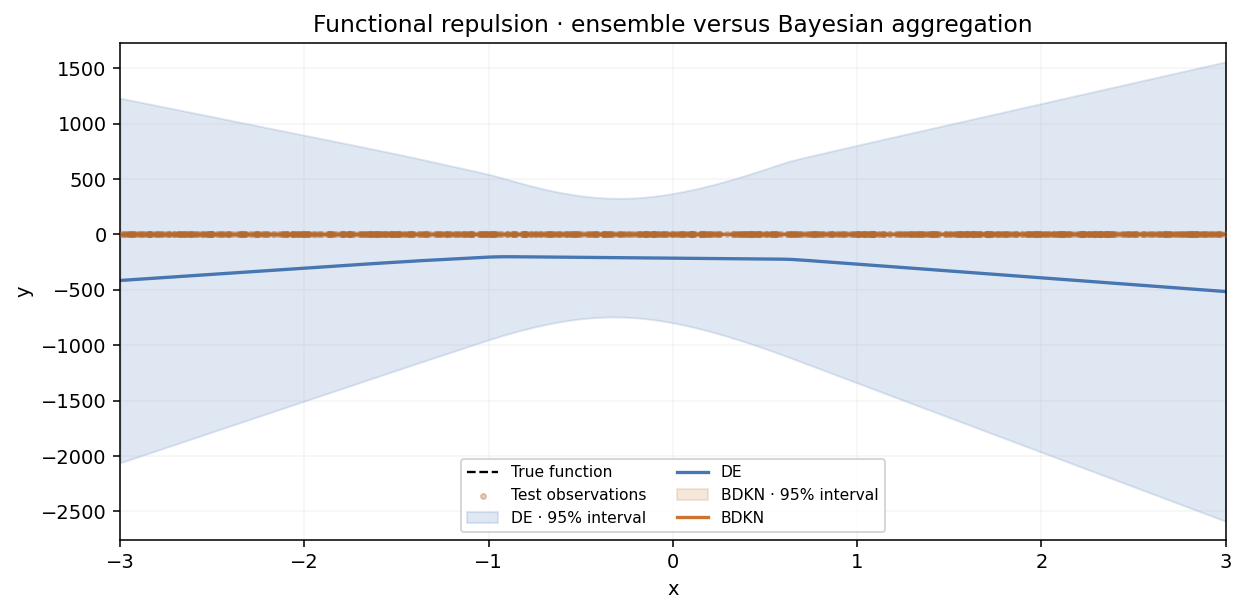 Functional repulsion · ensemble versus Bayesian aggregation
y
1500
1000
500
0
−500
−1000
−1500
−2000
−2500
True function
Test observations
DE · 95% interval
DE
BDKN · 95% interval
BDKN
−3
−2
−1
0
1
2
3
x